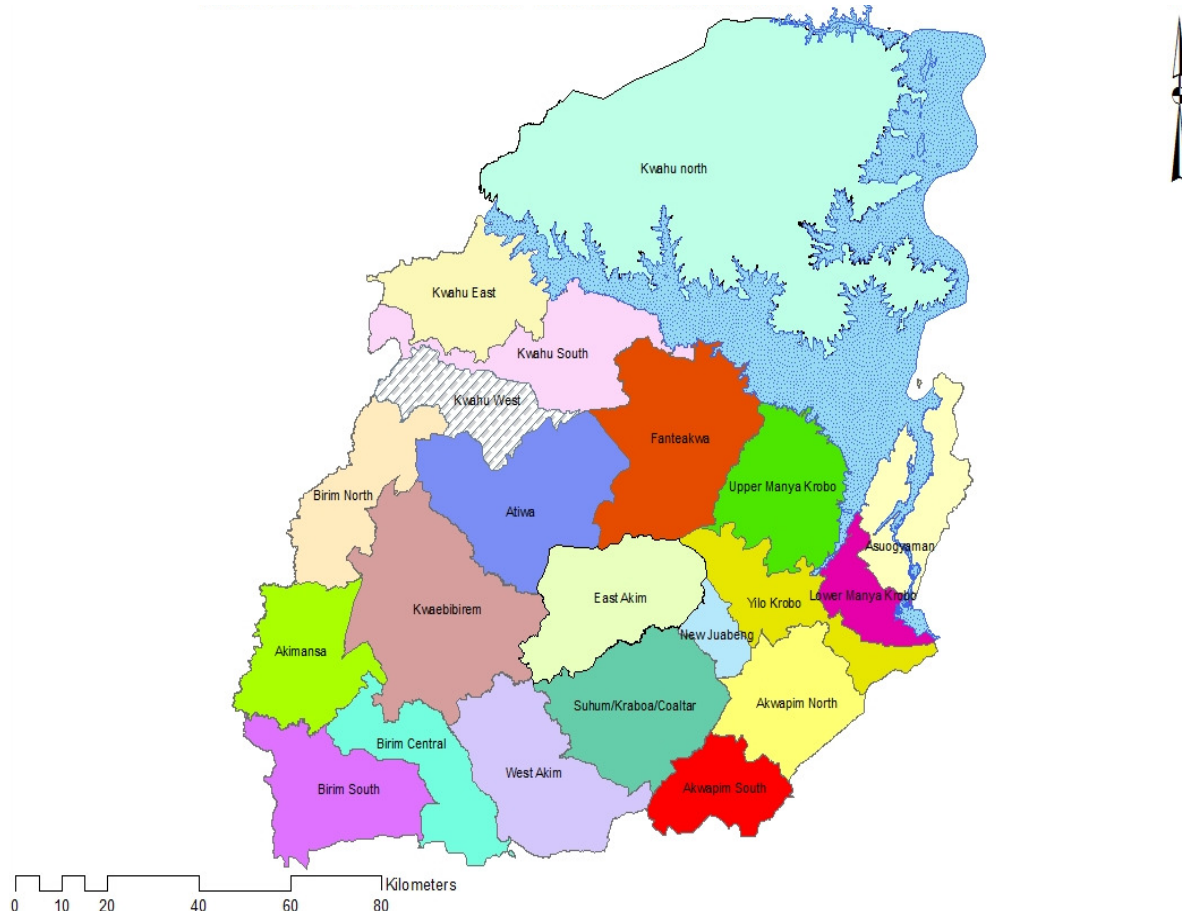 Kwahu north
Kwahu East
Kwahu South
Kwahu West
Fanteakwa
Upper Manya Krobo
Birim North
Atiwa
Asuogyaman
Kwaebibirem
East Akim
Yilo Krobo
Lower Manya Krobo
New Juabeng
Akimansa
Suhum/Kraboa/Coaltar
Akwapim North
Birim Central
West Akim
Birim South
Akwapim South
Kilometers
0 10 20 40 60 80